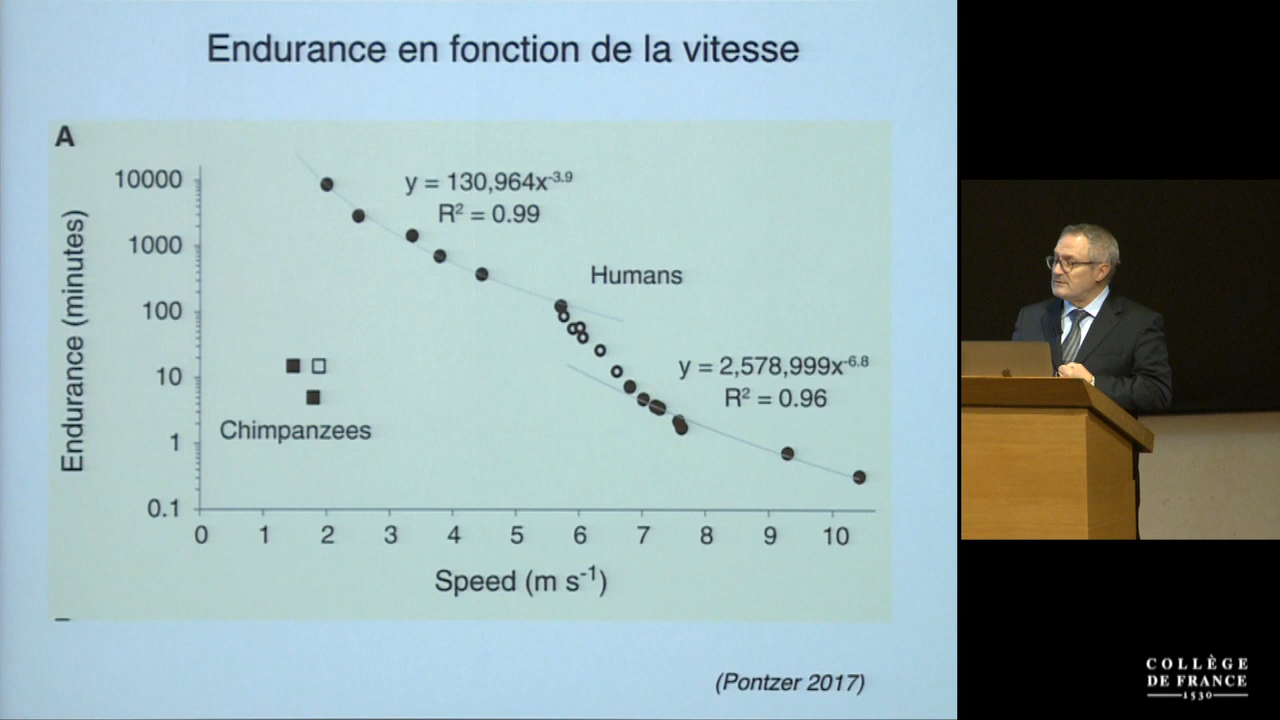 Endurance en fonction de la vitesse
A
Endurance (minutes)
10000
1000
100
10
1
0.1
y = 130,964x-3.9
R² = 0.99
Humans
y = 2,578,999x-6.8
R² = 0.96
Chimpanzees
0 1 2 3 4 5 6 7 8 9 10
Speed (m s-1)
(Pontzer 2017)
COLLÈGE
DE FRANCE
1530